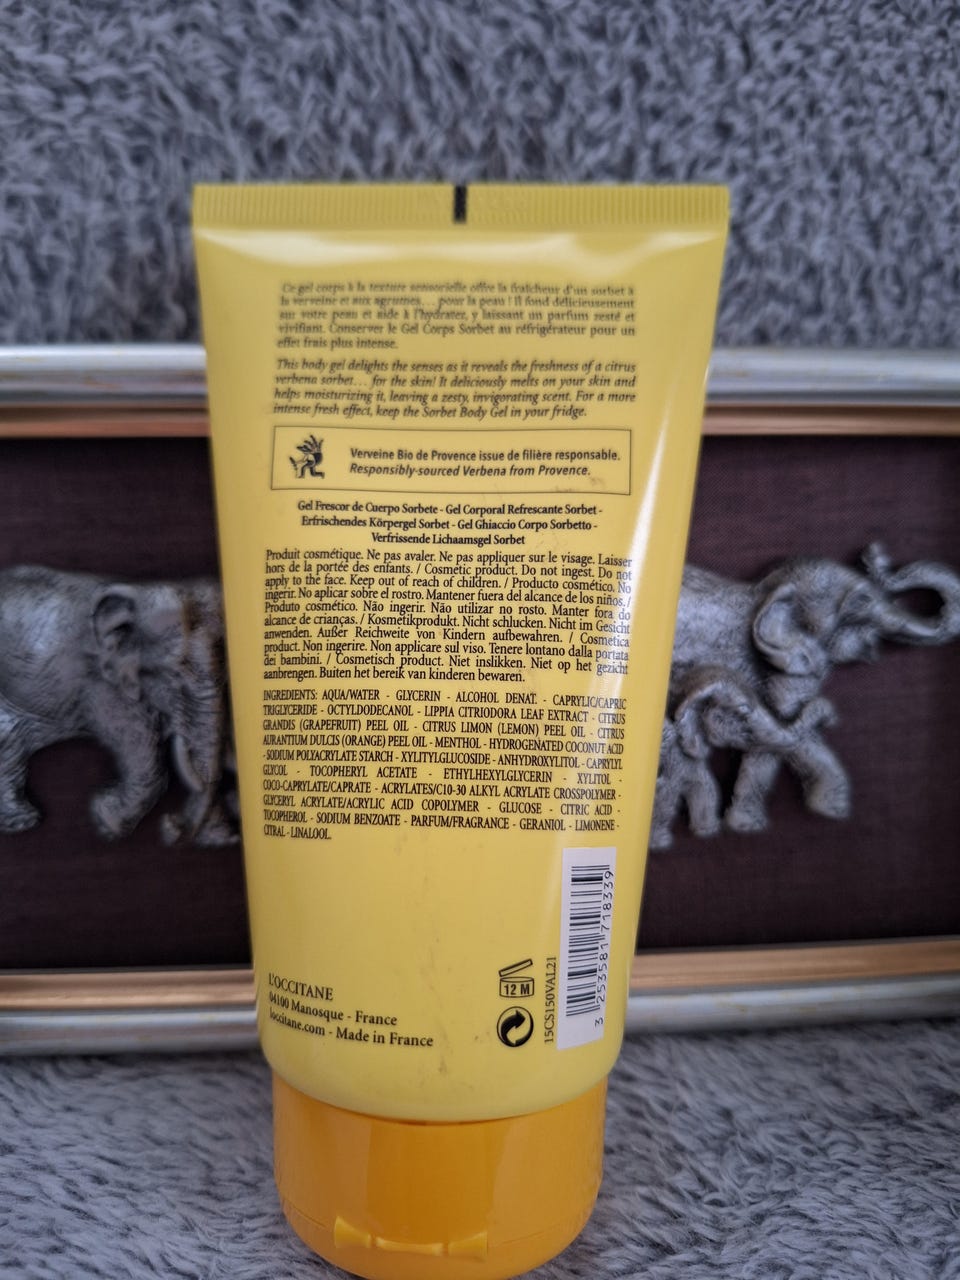 Ce gel corps à la texture sensorielle offre la fraîcheur d'un sorbet à
la verveine et aux agrumes... pour la peau ! Il fond délicieusement
sur votre peau et aide à l'hydrater, y laissant un parfum zesté et
vivifiant. Conserver le Gel Corps Sorbet au réfrigérateur pour un
effet frais plus intense.
This body gel delights the senses as it reveals the freshness of a citrus
verbena sorbet... for the skin! It deliciously melts on your skin and
helps moisturizing it, leaving a zesty, invigorating scent. For a more
intense fresh effect, keep the Sorbet Body Gel in your fridge.
Verveine Bio de Provence issue de filière responsable.
Responsibly-sourced Verbena from Provence.
Gel Frescor de Cuerpo Sorbete - Gel Corporal Refrescante Sorbet -
Erfrischendes Körpergel Sorbet - Gel Ghiaccio Corpo Sorbetto -
Verfrissende Lichaamsgel Sorbet
Produit cosmétique. Ne pas avaler. Ne pas appliquer sur le visage. Laisser
hors de la portée des enfants. / Cosmetic product. Do not ingest. Do not
apply to the face. Keep out of reach of children. / Producto cosmético. No
ingerir. No aplicar sobre el rostro. Mantener fuera del alcance de los niños. /
Produto cosmético. Não ingerir. Não utilizar no rosto. Manter fora do
alcance de crianças. / Kosmetikprodukt. Nicht schlucken. Nicht im Gesicht
anwenden. Außer Reichweite von Kindern aufbewahren. / Cosmetica
product. Non ingerire. Non applicare sul viso. Tenere lontano dalla portata
dei bambini. / Cosmetisch product. Niet inslikken. Niet op het gezicht
aanbrengen. Buiten het bereik van kinderen bewaren.
INGREDIENTS: AQUA/WATER - GLYCERIN - ALCOHOL DENAT. - CAPRYLIC/CAPRIC
TRIGLYCERIDE - OCTYLDODECANOL - LIPPIA CITRIODORA LEAF EXTRACT - CITRUS
GRANDIS (GRAPEFRUIT) PEEL OIL - CITRUS LIMON (LEMON) PEEL OIL - CITRUS
AURANTIUM DULCIS (ORANGE) PEEL OIL - MENTHOL - HYDROGENATED COCONUT ACID
- SODIUM POLYACRYLATE STARCH - XYLITYLGLUCOSIDE - ANHYDROXYLITOL - CAPRYLYL
GLYCOL - TOCOPHERYL ACETATE - ETHYLHEXYLGLYCERIN - XYLITOL -
COCO-CAPRYLATE/CAPRATE - ACRYLATES/C10-30 ALKYL ACRYLATE CROSSPOLYMER -
GLYCERYL ACRYLATE/ACRYLIC ACID COPOLYMER - GLUCOSE - CITRIC ACID -
TOCOPHEROL - SODIUM BENZOATE - PARFUM/FRAGRANCE - GERANIOL - LIMONENE -
CITRAL - LINALOOL.
L'OCCITANE
04100 Manosque - France
loccitane.com - Made in France
12 M
15CS150VAL21
3 253581 718339